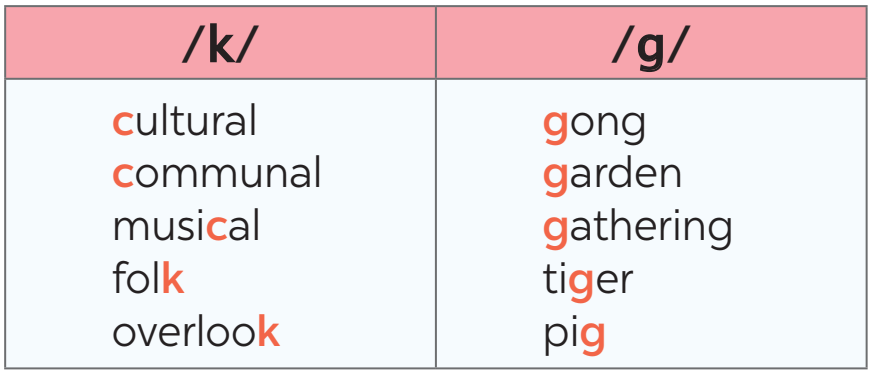 /k/ /g/
cultural gong
communal garden
musical gathering
folk tiger
overlook pig